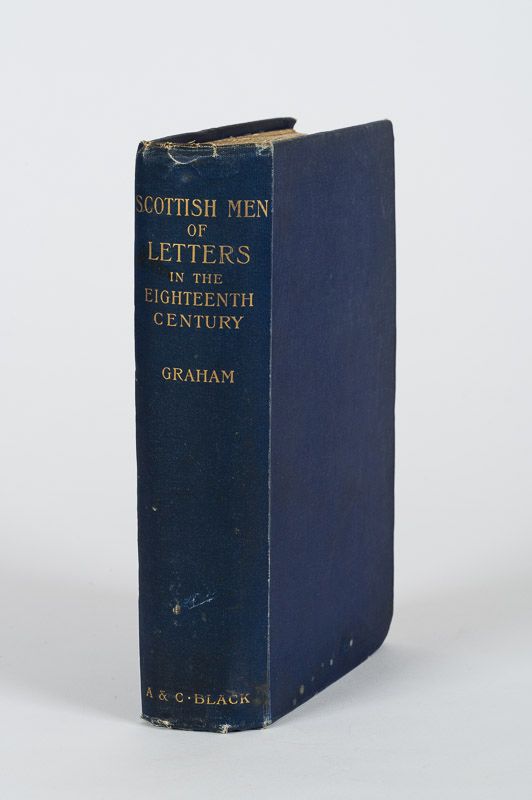 SCOTTISH MEN
OF
LETTERS
IN THE
EIGHTEENTH
CENTURY
GRAHAM
A & C · BLACK